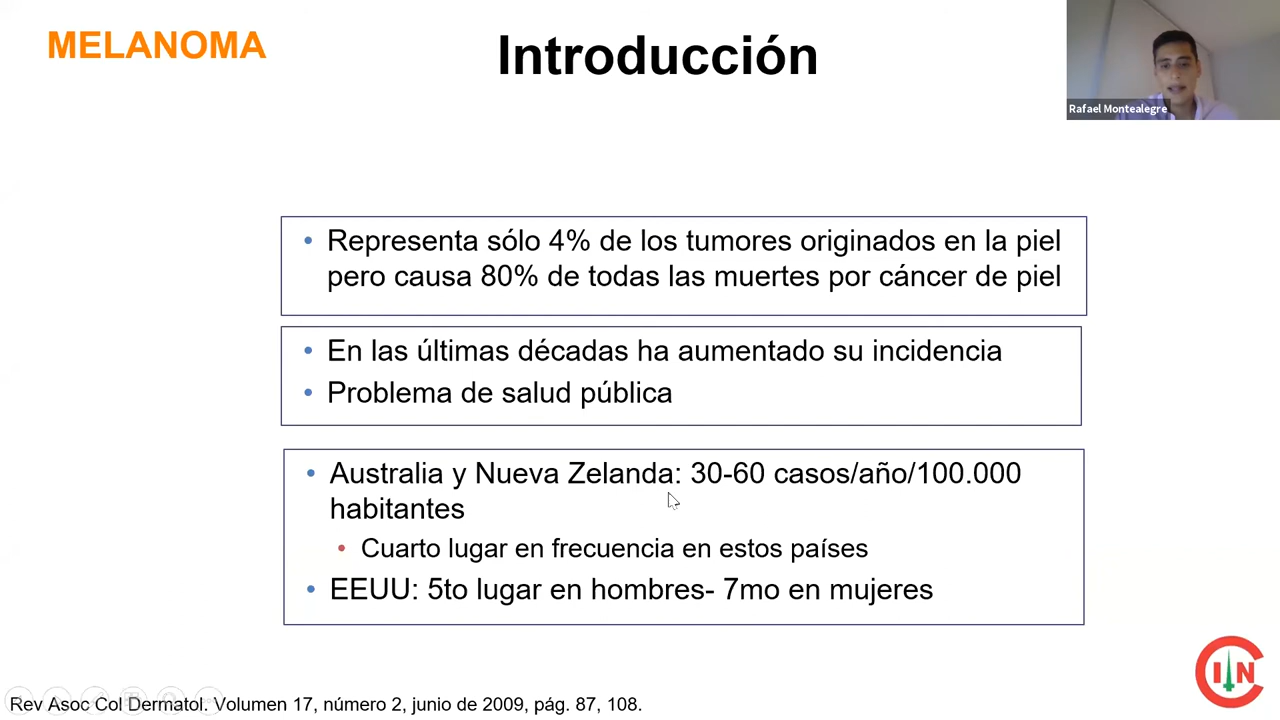 MELANOMA
Introducción
Rafael Montealegre
• Representa sólo 4% de los tumores originados en la piel
pero causa 80% de todas las muertes por cáncer de piel
• En las últimas décadas ha aumentado su incidencia
• Problema de salud pública
• Australia y Nueva Zelanda: 30-60 casos/año/100.000
habitantes
• Cuarto lugar en frecuencia en estos países
• EEUU: 5to lugar en hombres- 7mo en mujeres
CIN
Rev Asoc Col Dermatol. Volumen 17, número 2, junio de 2009, pág. 87, 108.